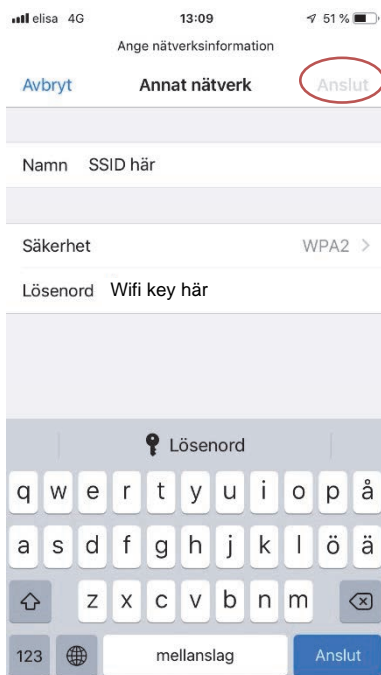 elisa 4G 13:09 51 %
Ange nätverksinformation
Avbryt Annat nätverk Anslut
Namn SSID här
Säkerhet WPA2 >
Lösenord Wifi key här
Lösenord
q w e r t y u i o p å
a s d f g h j k l ö ä
z x c v b n m
123 mellanslag Anslut